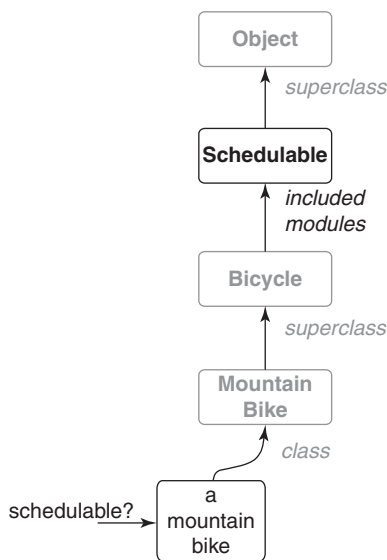 Object
superclass
Schedulable
included
modules
Bicycle
superclass
Mountain
Bike
class
schedulable?
a
mountain
bike